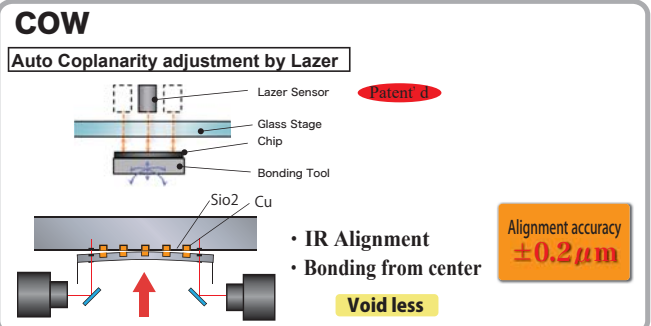 COW
Auto Coplanarity adjustment by Lazer
Lazer Sensor
Patent' d
Glass Stage
Chip
Bonding Tool
Sio2
Cu
・IR Alignment
・Bonding from center
Void less
Alignment accuracy
±0.2μm